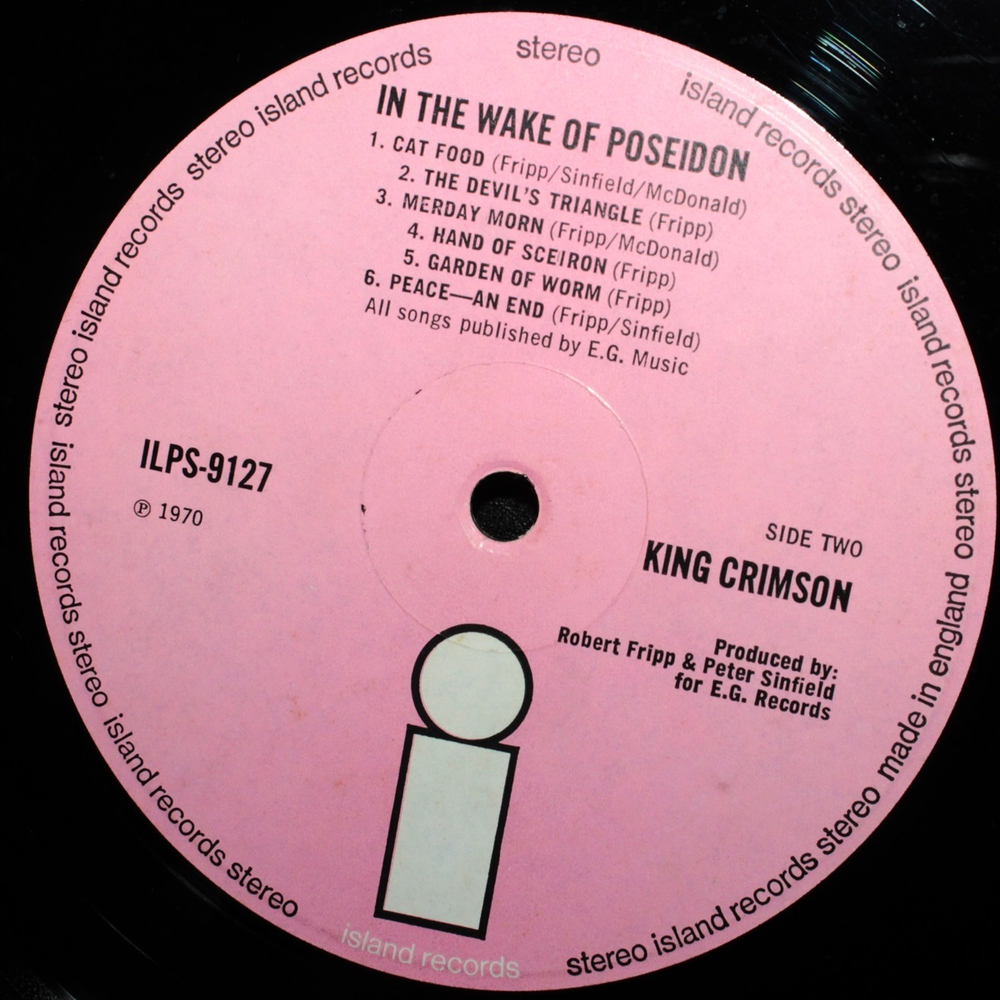 stereo
island records
stereo
island records
stereo
island records
stereo
made in england
IN THE WAKE OF POSEIDON
1. CAT FOOD (Fripp/Sinfield/McDonald)
2. THE DEVIL'S TRIANGLE (Fripp)
3. MERDAY MORN (Fripp/McDonald)
4. HAND OF SCEIRON (Fripp)
5. GARDEN OF WORM (Fripp)
6. PEACE—AN END (Fripp/Sinfield)
All songs published by E.G. Music
ILPS-9127
Ⓟ 1970
SIDE TWO
KING CRIMSON
Produced by:
Robert Fripp & Peter Sinfield
for E.G. Records
stereo island records
stereo island records
stereo island records
island records stereo
island records stereo
island records